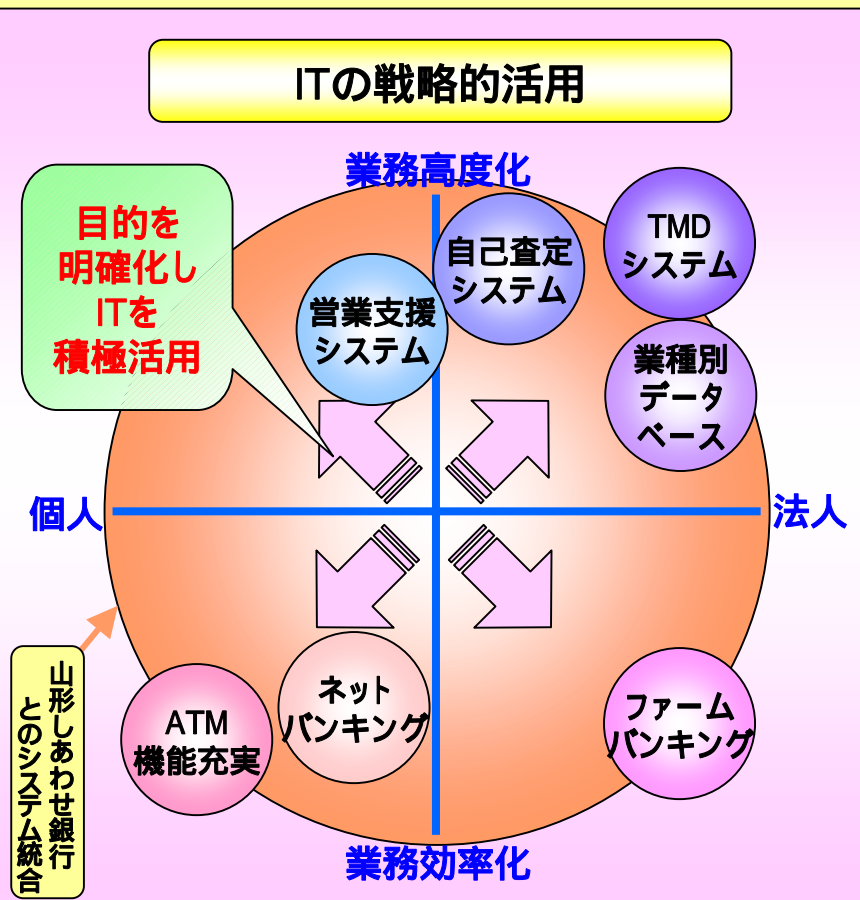 ITの戦略的活用
業務高度化
目的を
明確化し
ITを
積極活用
営業支援
システム
自己査定
システム
TMD
システム
業種別
データ
ベース
個人
法人
山形しあわせ銀行
とのシステム統合
ATM
機能充実
ネット
バンキング
ファーム
バンキング
業務効率化